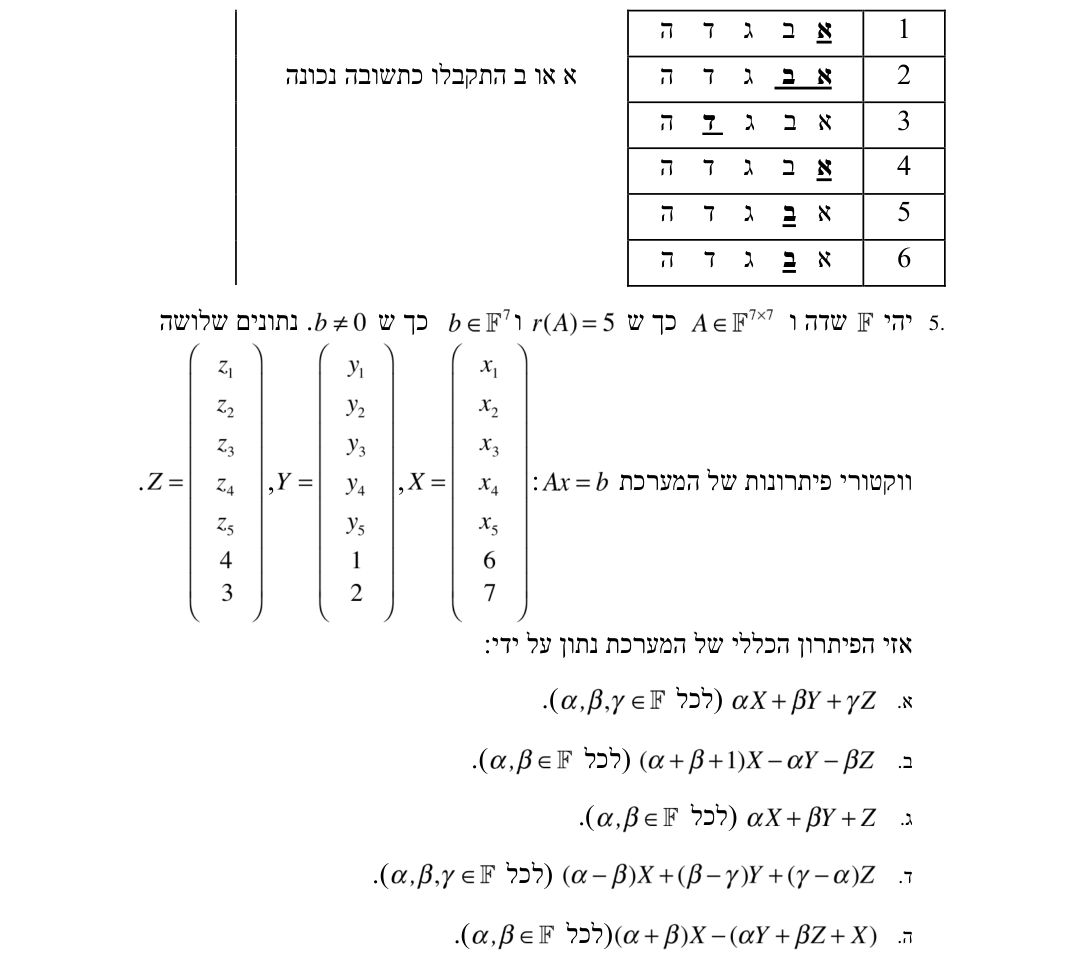 1 א ב ג ד ה
2 א ב ג ד ה א או ב התקבלו כתשובה נכונה
3 א ב ג ד ה
4 א ב ג ד ה
5 א ב ג ד ה
6 א ב ג ד ה
5. יהי 𝔽 שדה ו A∈𝔽^{7×7} כך ש r(A)=5 ו b∈𝔽^7 כך ש b≠0. נתונים שלושה
ווקטורי פיתרונות של המערכת Ax=b: X=(x₁ x₂ x₃ x₄ x₅ 6 7), Y=(y₁ y₂ y₃ y₄ y₅ 1 2), Z=(z₁ z₂ z₃ z₄ z₅ 4 3).
אזי הפיתרון הכללי של המערכת נתון על ידי:
א. αX+βY+γZ (לכל α,β,γ∈𝔽).
ב. (α+β+1)X−αY−βZ (לכל α,β∈𝔽).
ג. αX+βY+Z (לכל α,β∈𝔽).
ד. (α−β)X+(β−γ)Y+(γ−α)Z (לכל α,β,γ∈𝔽).
ה. (α+β)X−(αY+βZ+X)(לכל α,β∈𝔽).